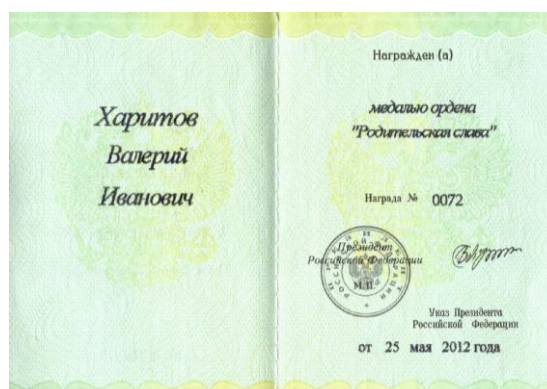 Харитов
Валерий
Иванович
Награжден (а)
медалью ордена
"Родительская слава"
Награда № 0072
Президент
Российской Федерации
М.П.
Указ Президента
Российской Федерации
от 25 мая 2012 года